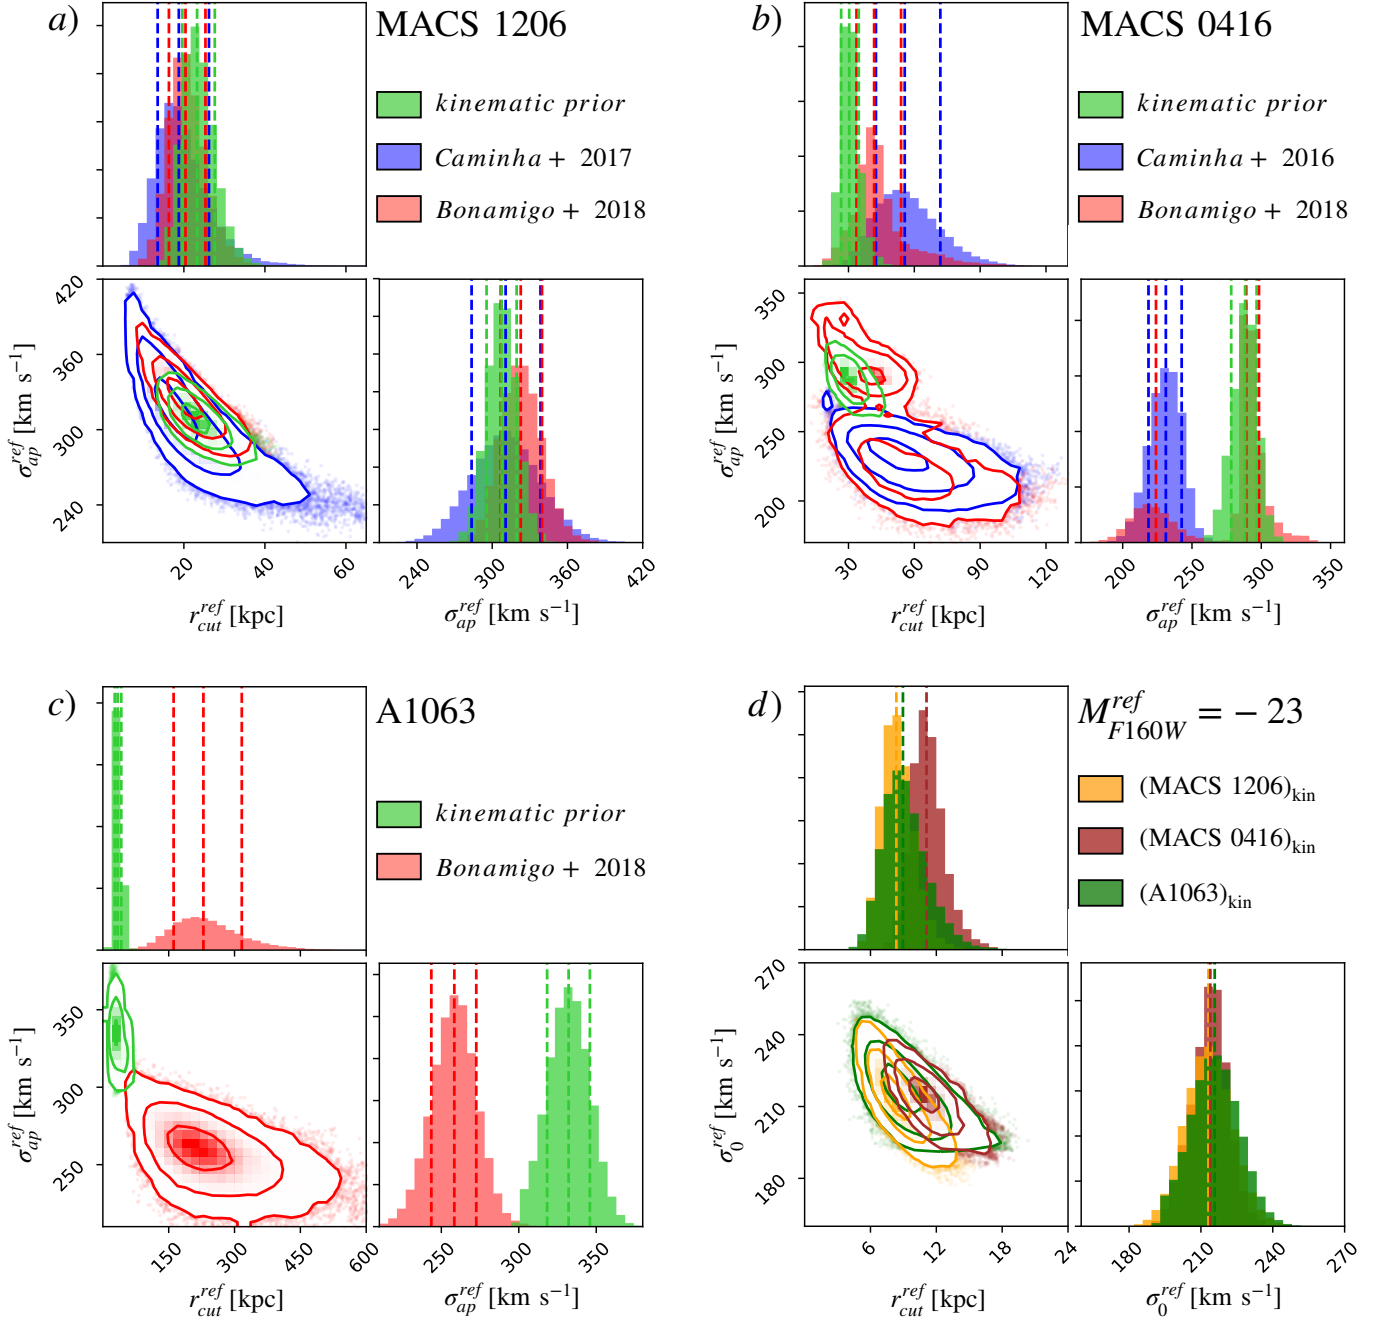 a) MACS 1206
kinematic prior
Caminha + 2017
Bonamigo + 2018
420
360
300
240
σ_ap^ref [km s⁻¹]
20 40 60
r_cut^ref [kpc]
240 300 360 420
σ_ap^ref [km s⁻¹]
b) MACS 0416
kinematic prior
Caminha + 2016
Bonamigo + 2018
350
300
250
200
σ_ap^ref [km s⁻¹]
30 60 90 120
r_cut^ref [kpc]
200 250 300 350
σ_ap^ref [km s⁻¹]
c) A1063
kinematic prior
Bonamigo + 2018
350
300
250
σ_ap^ref [km s⁻¹]
150 300 450 600
r_cut^ref [kpc]
250 300 350
σ_ap^ref [km s⁻¹]
d) M_F160W^ref = − 23
(MACS 1206)_kin
(MACS 0416)_kin
(A1063)_kin
270
240
210
180
σ_0^ref [km s⁻¹]
6 12 18 24
r_cut^ref [kpc]
180 210 240 270
σ_0^ref [km s⁻¹]